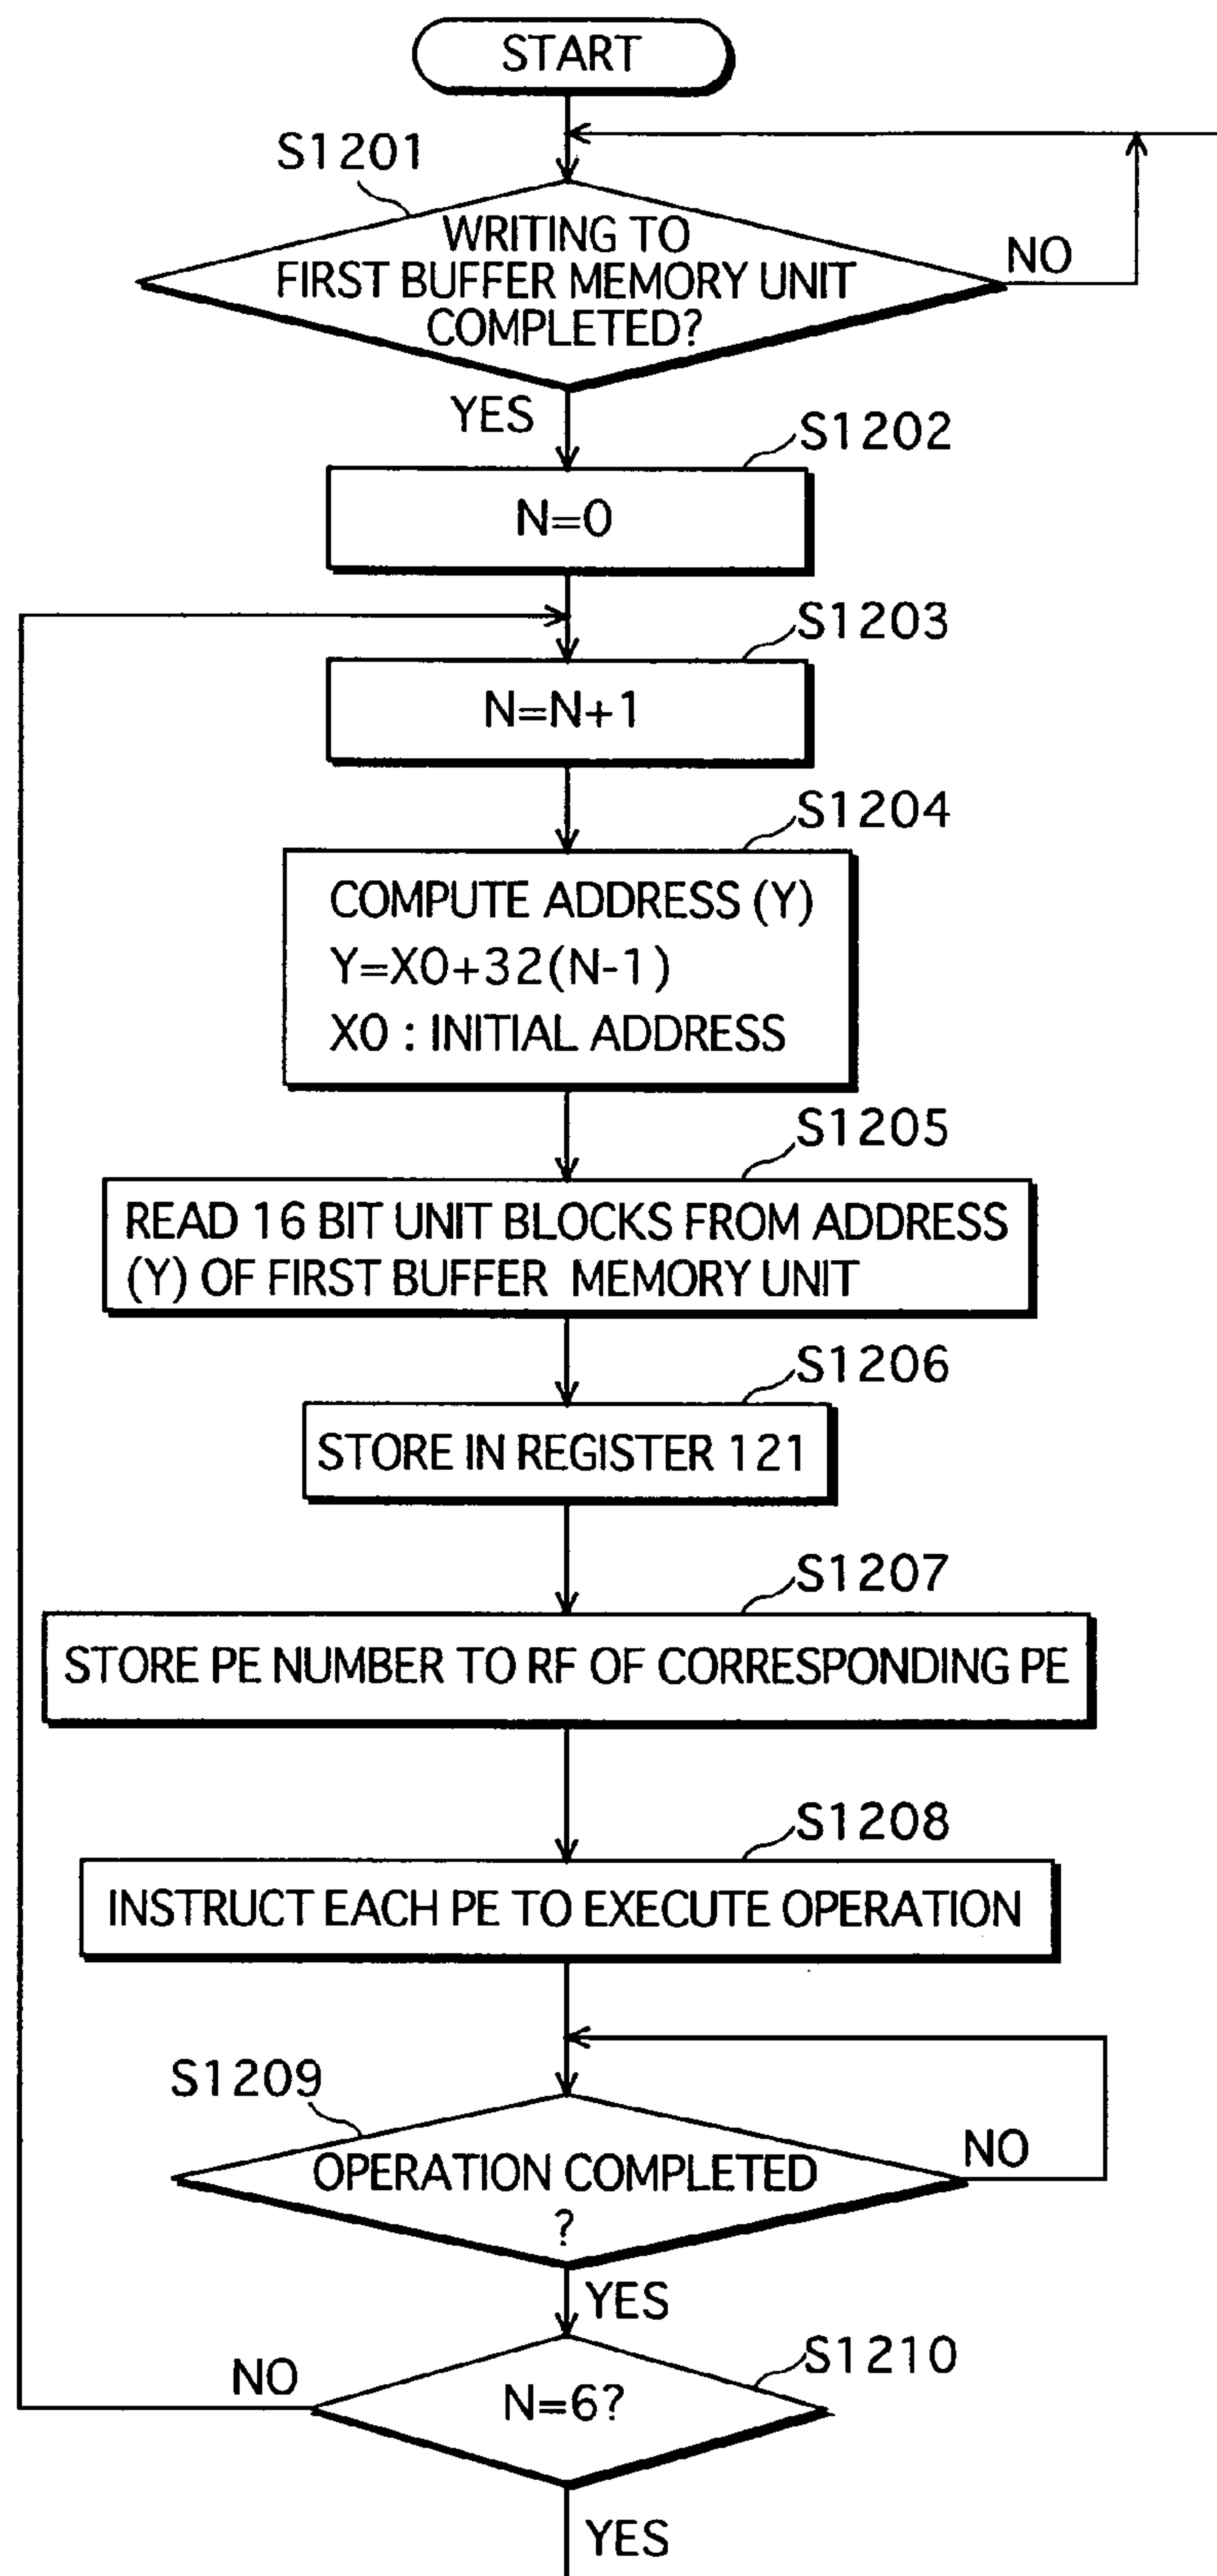 START
S1201
WRITING TO
FIRST BUFFER MEMORY UNIT
COMPLETED?
NO
YES
S1202
N=0
S1203
N=N+1
S1204
COMPUTE ADDRESS (Y)
Y=X0+32(N-1)
X0 : INITIAL ADDRESS
S1205
READ 16 BIT UNIT BLOCKS FROM ADDRESS
(Y) OF FIRST BUFFER MEMORY UNIT
S1206
STORE IN REGISTER 121
S1207
STORE PE NUMBER TO RF OF CORRESPONDING PE
S1208
INSTRUCT EACH PE TO EXECUTE OPERATION
S1209
OPERATION COMPLETED
?
NO
YES
S1210
N=6?
NO
YES